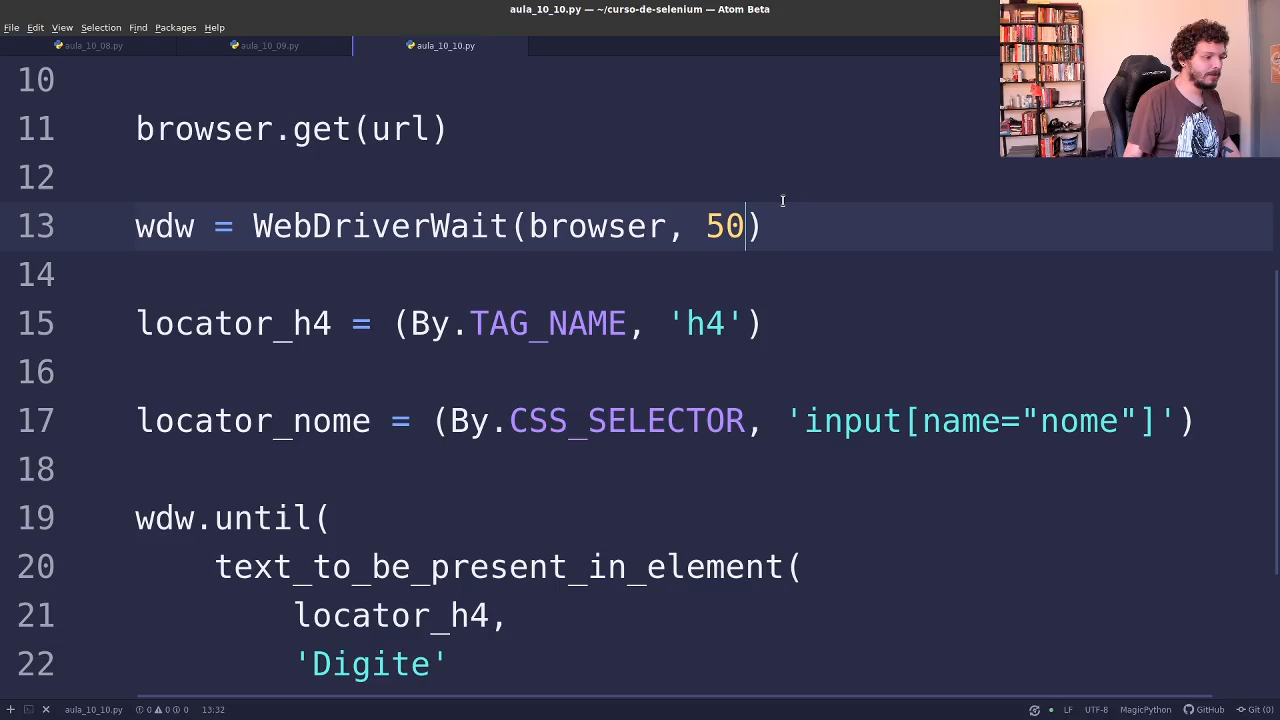 aula_10_10.py — ~/curso-de-selenium — Atom Beta
File Edit View Selection Find Packages Help
aula_10_08.py aula_10_09.py aula_10_10.py
10
11 browser.get(url)
12
13 wdw = WebDriverWait(browser, 50)
14
15 locator_h4 = (By.TAG_NAME, 'h4')
16
17 locator_nome = (By.CSS_SELECTOR, 'input[name="nome"]')
18
19 wdw.until(
20 text_to_be_present_in_element(
21 locator_h4,
22 'Digite'
aula_10_10.py 0 0 0 13:32 LF UTF-8 MagicPython GitHub Git (0)